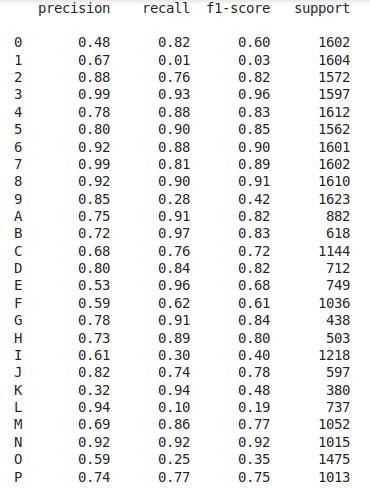 precision recall f1-score support
0 0.48 0.82 0.60 1602
1 0.67 0.01 0.03 1604
2 0.88 0.76 0.82 1572
3 0.99 0.93 0.96 1597
4 0.78 0.88 0.83 1612
5 0.80 0.90 0.85 1562
6 0.92 0.88 0.90 1601
7 0.99 0.81 0.89 1602
8 0.92 0.90 0.91 1610
9 0.85 0.28 0.42 1623
A 0.75 0.91 0.82 882
B 0.72 0.97 0.83 618
C 0.68 0.76 0.72 1144
D 0.80 0.84 0.82 712
E 0.53 0.96 0.68 749
F 0.59 0.62 0.61 1036
G 0.78 0.91 0.84 438
H 0.73 0.89 0.80 503
I 0.61 0.30 0.40 1218
J 0.82 0.74 0.78 597
K 0.32 0.94 0.48 380
L 0.94 0.10 0.19 737
M 0.69 0.86 0.77 1052
N 0.92 0.92 0.92 1015
O 0.59 0.25 0.35 1475
P 0.74 0.77 0.75 1013